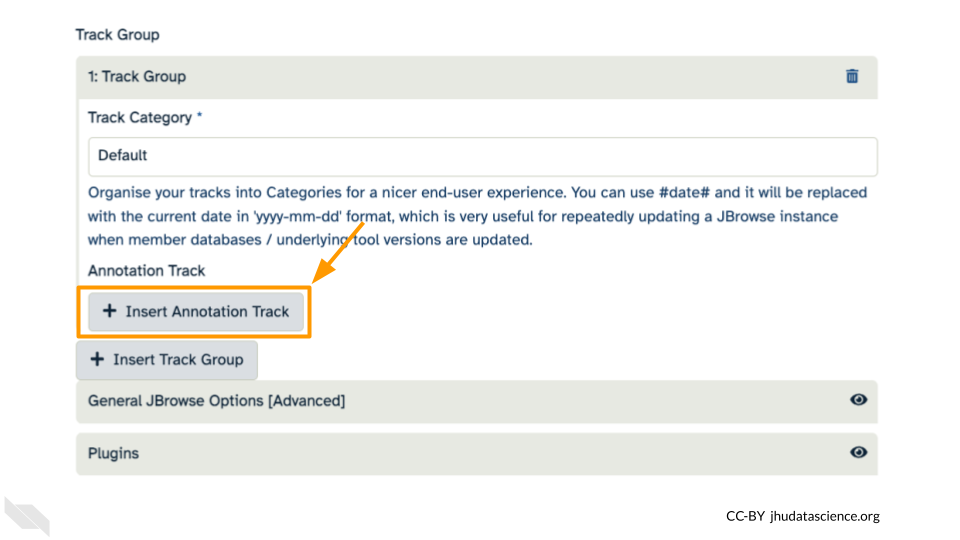 Track Group
1: Track Group
Track Category *
Default
Organise your tracks into Categories for a nicer end-user experience. You can use #date# and it will be replaced
with the current date in 'yyyy-mm-dd' format, which is very useful for repeatedly updating a JBrowse instance
when member databases / underlying tool versions are updated.
Annotation Track
+ Insert Annotation Track
+ Insert Track Group
General JBrowse Options [Advanced]
Plugins
CC-BY jhudatascience.org